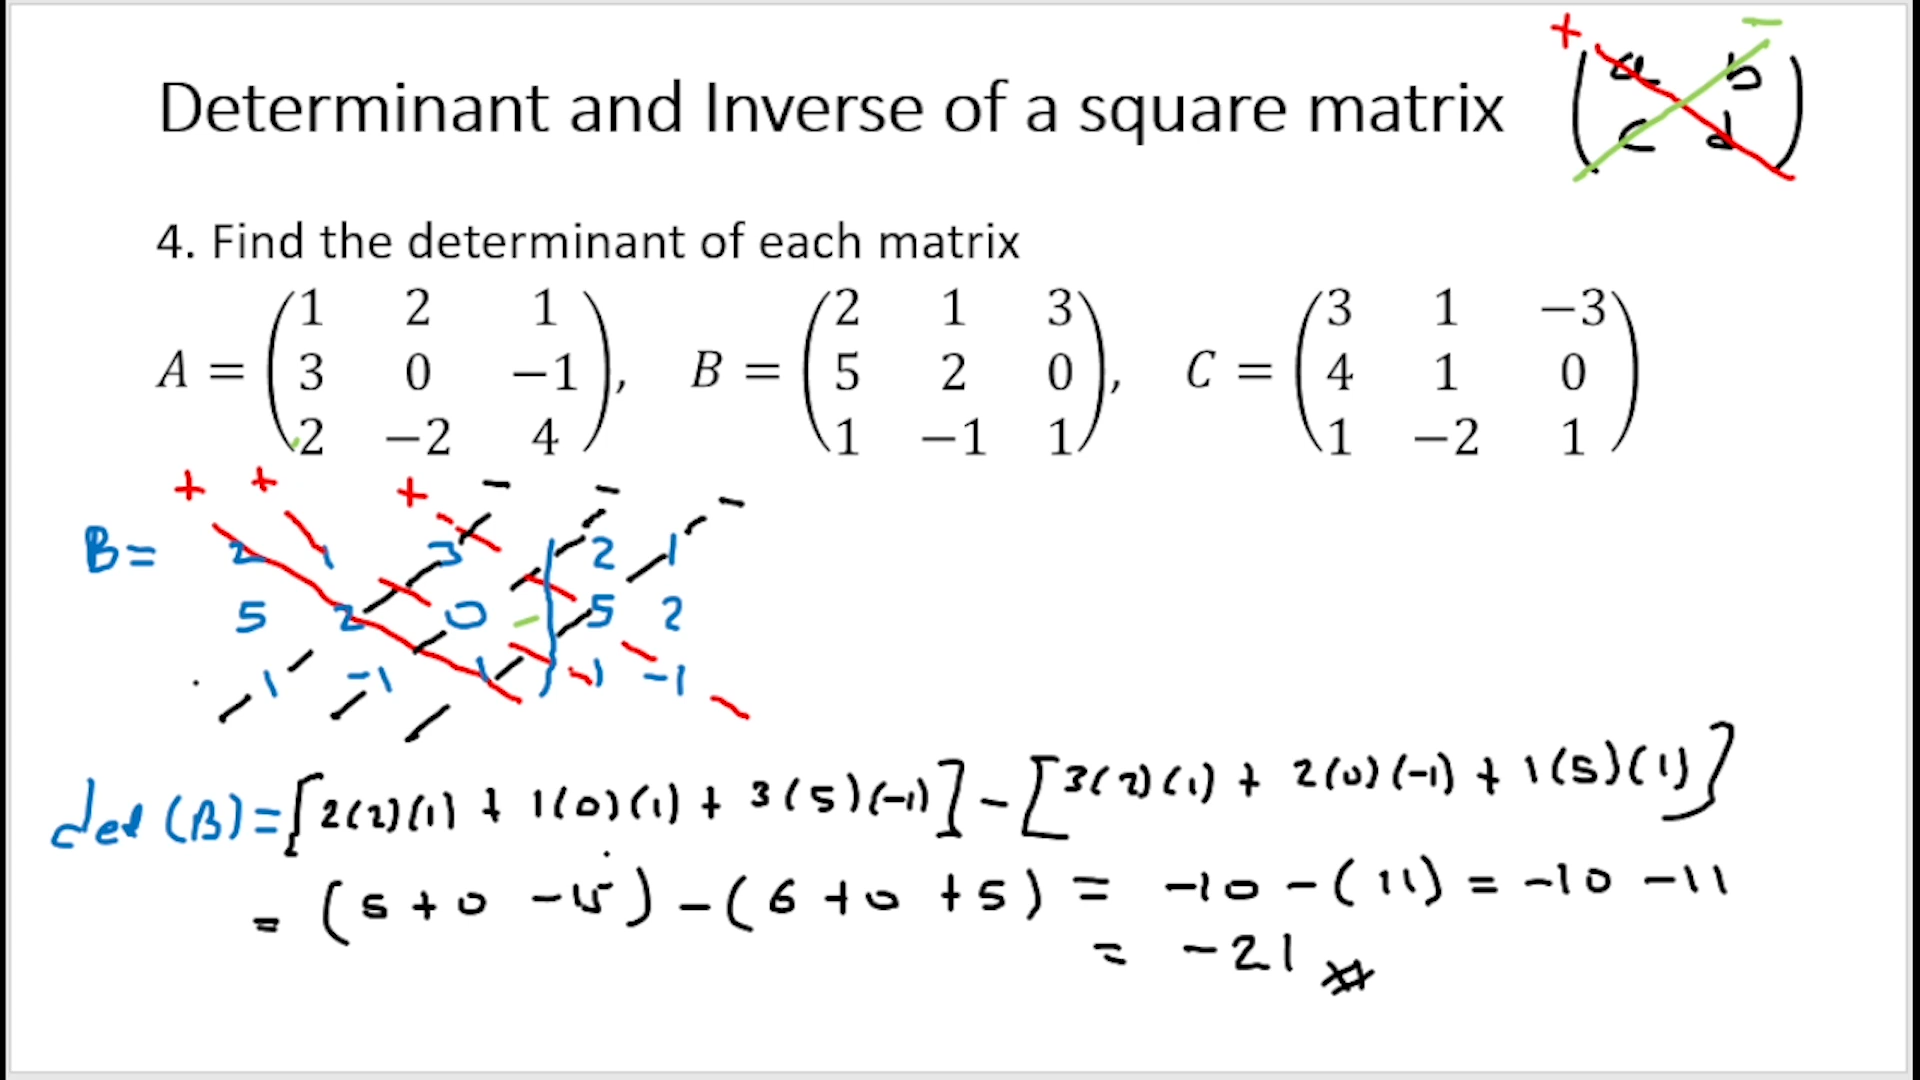 Determinant and Inverse of a square matrix
+ −
( a b )
( c d )
4. Find the determinant of each matrix
A = ( 1 2 1 ; 3 0 −1 ; 2 −2 4 ), B = ( 2 1 3 ; 5 2 0 ; 1 −1 1 ), C = ( 3 1 −3 ; 4 1 0 ; 1 −2 1 )
+ + + − − −
B = 2 1 3 | 2 1
5 2 0 | 5 2
1 -1 1 | 1 -1
det (B) = [2(2)(1) + 1(0)(1) + 3(5)(-1)] - [3(2)(1) + 2(0)(-1) + 1(5)(1)]
= (5 + 0 - 15) - (6 + 0 + 5) = -10 - (11) = -10 - 11
= -21